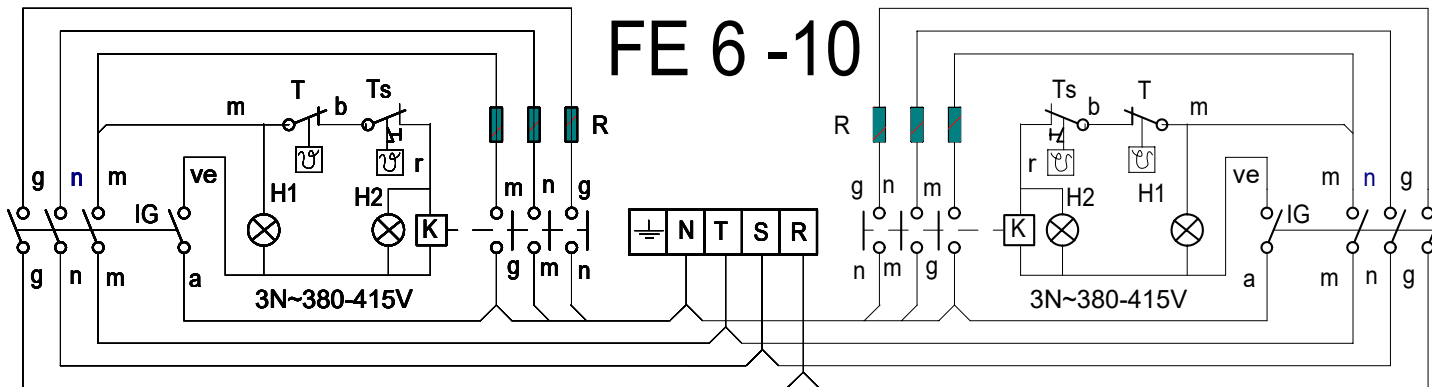 FE 6 -10
T Ts Ts T
m b b m
R R
r r
g n m ve H1 H2 m n g g n m H2 H1 ve m n g
IG K N T S R K IG
g n m a g m n n m g a m n g
3N~380-415V 3N~380-415V